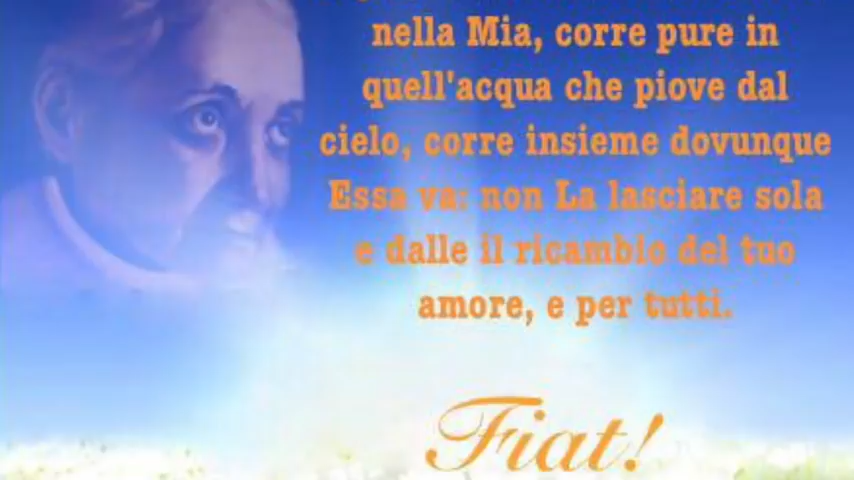 nella Mia, corre pure in
quell'acqua che piove dal
cielo, corre insieme dovunque
Essa va: non La lasciare sola
e dalle il ricambio del tuo
amore, e per tutti.
Fiat!